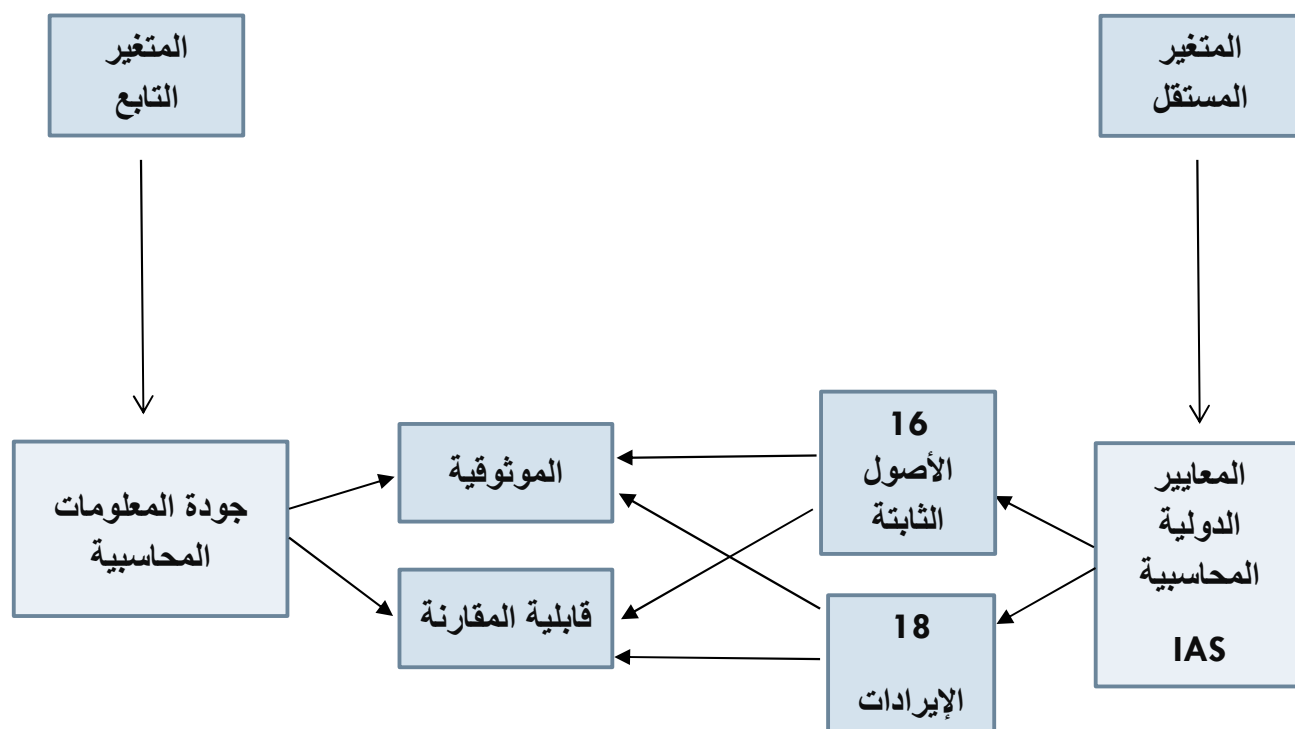 المتغير
المستقل
المتغير
التابع
المعايير
الدولية
المحاسبية
IAS
16
الأصول
الثابتة
18
الإيرادات
الموثوقية
قابلية المقارنة
جودة المعلومات
المحاسبية